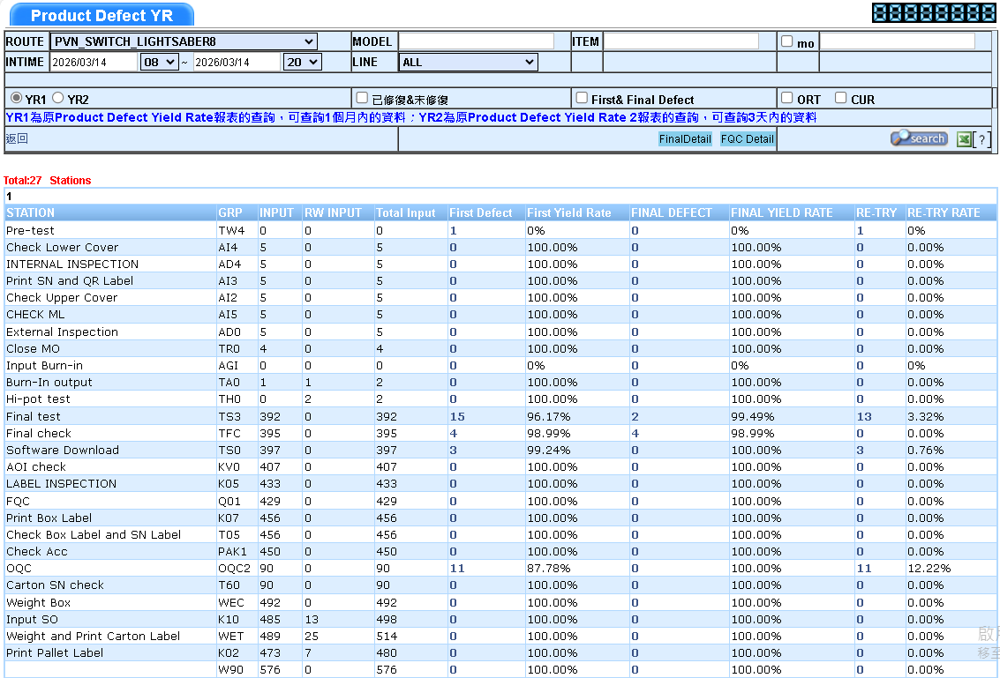 Product Defect YR
88888888
ROUTE PVN_SWITCH_LIGHTSABER8 MODEL ITEM mo
INTIME 2026/03/14 08 ~ 2026/03/14 20 LINE ALL
YR1 YR2 已修復&未修復 First& Final Defect ORT CUR
YR1為原Product Defect Yield Rate報表的查詢，可查詢1個月內的資料；YR2為原Product Defect Yield Rate 2報表的查詢，可查詢3天內的資料
返回 FinalDetail FQC Detail search [?]
Total:27 Stations
1
STATION GRP INPUT RW INPUT Total Input First Defect First Yield Rate FINAL DEFECT FINAL YIELD RATE RE-TRY RE-TRY RATE
Pre-test TW4 0 0 0 1 0% 0 0% 1 0%
Check Lower Cover AI4 5 0 5 0 100.00% 0 100.00% 0 0.00%
INTERNAL INSPECTION AD4 5 0 5 0 100.00% 0 100.00% 0 0.00%
Print SN and QR Label AI3 5 0 5 0 100.00% 0 100.00% 0 0.00%
Check Upper Cover AI2 5 0 5 0 100.00% 0 100.00% 0 0.00%
CHECK ML AI5 5 0 5 0 100.00% 0 100.00% 0 0.00%
External Inspection AD0 5 0 5 0 100.00% 0 100.00% 0 0.00%
Close MO TR0 4 0 4 0 100.00% 0 100.00% 0 0.00%
Input Burn-in AGI 0 0 0 0 0% 0 0% 0 0%
Burn-In output TA0 1 1 2 0 100.00% 0 100.00% 0 0.00%
Hi-pot test TH0 0 2 2 0 100.00% 0 100.00% 0 0.00%
Final test TS3 392 0 392 15 96.17% 2 99.49% 13 3.32%
Final check TFC 395 0 395 4 98.99% 4 98.99% 0 0.00%
Software Download TS0 397 0 397 3 99.24% 0 100.00% 3 0.76%
AOI check KV0 407 0 407 0 100.00% 0 100.00% 0 0.00%
LABEL INSPECTION K05 433 0 433 0 100.00% 0 100.00% 0 0.00%
FQC Q01 429 0 429 0 100.00% 0 100.00% 0 0.00%
Print Box Label K07 456 0 456 0 100.00% 0 100.00% 0 0.00%
Check Box Label and SN Label T05 456 0 456 0 100.00% 0 100.00% 0 0.00%
Check Acc PAK1 450 0 450 0 100.00% 0 100.00% 0 0.00%
OQC OQC2 90 0 90 11 87.78% 0 100.00% 11 12.22%
Carton SN check T60 90 0 90 0 100.00% 0 100.00% 0 0.00%
Weight Box WEC 492 0 492 0 100.00% 0 100.00% 0 0.00%
Input SO K10 485 13 498 0 100.00% 0 100.00% 0 0.00%
Weight and Print Carton Label WET 489 25 514 0 100.00% 0 100.00% 0 0.00%
Print Pallet Label K02 473 7 480 0 100.00% 0 100.00% 0 0.00%
W90 576 0 576 0 100.00% 0 100.00% 0 0.00%
啟
移至